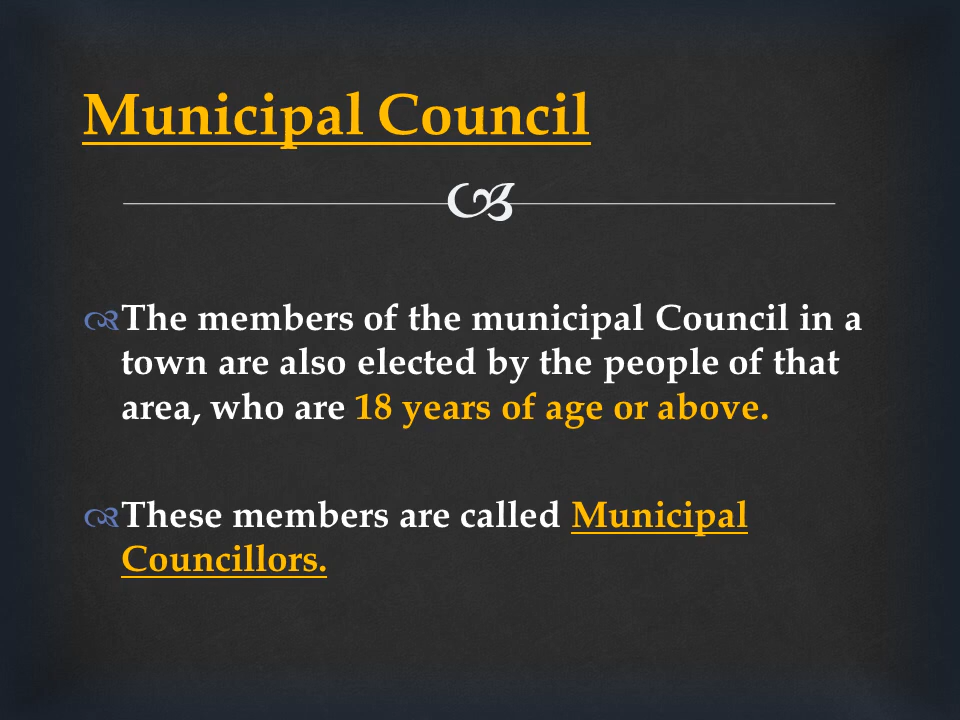 Municipal Council
The members of the municipal Council in a
town are also elected by the people of that
area, who are 18 years of age or above.
These members are called Municipal
Councillors.